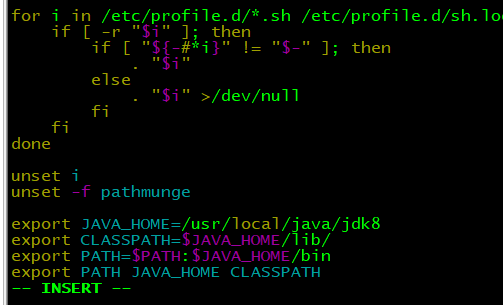 for i in /etc/profile.d/*.sh /etc/profile.d/sh.loc
    if [ -r "$i" ]; then
        if [ "${-#*i}" != "$-" ]; then
            . "$i"
        else
            . "$i" >/dev/null
        fi
    fi
done

unset i
unset -f pathmunge

export JAVA_HOME=/usr/local/java/jdk8
export CLASSPATH=$JAVA_HOME/lib/
export PATH=$PATH:$JAVA_HOME/bin
export PATH JAVA_HOME CLASSPATH
-- INSERT --